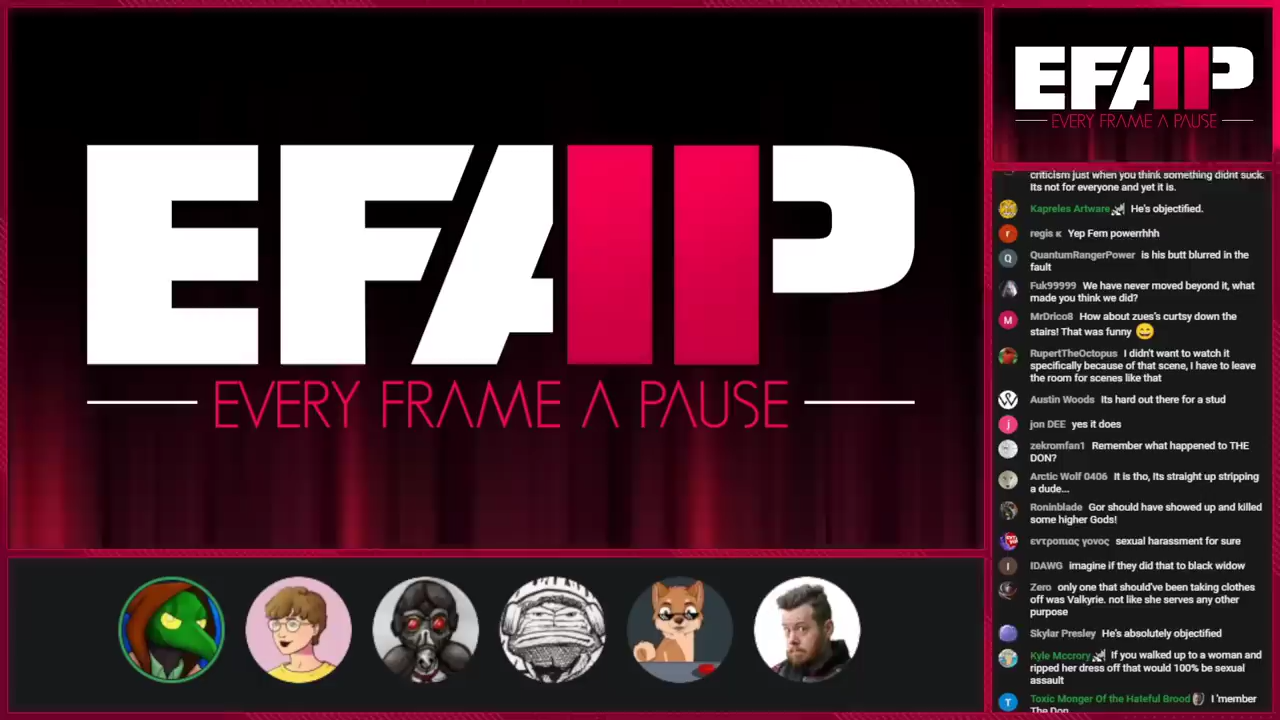 EFAP
EVERY FRAME A PAUSE
EFAP
EVERY FRAME A PAUSE
criticism just when you think something didnt suck.
Its not for everyone and yet it is.
Kapreles Artware He's objectified.
regis к Yep Fem powerrhhh
QuantumRangerPower is his butt blurred in the
fault
Fuk99999 We have never moved beyond it, what
made you think we did?
MrDrico8 How about zues's curtsy down the
stairs! That was funny
RupertTheOctopus I didn't want to watch it
specifically because of that scene, I have to leave
the room for scenes like that
Austin Woods Its hard out there for a stud
jon DEE yes it does
zekromfan1 Remember what happened to THE
DON?
Arctic Wolf 0406 It is tho, Its straight up stripping
a dude...
Roninblade Gor should have showed up and killed
some higher Gods!
εντροπιας γονος sexual harassment for sure
IDAWG imagine if they did that to black widow
Zero only one that should've been taking clothes
off was Valkyrie. not like she serves any other
purpose
Skylar Presley He's absolutely objectified
Kyle Mccrory If you walked up to a woman and
ripped her dress off that would 100% be sexual
assault
Toxic Monger Of the Hateful Brood I 'member
The Don